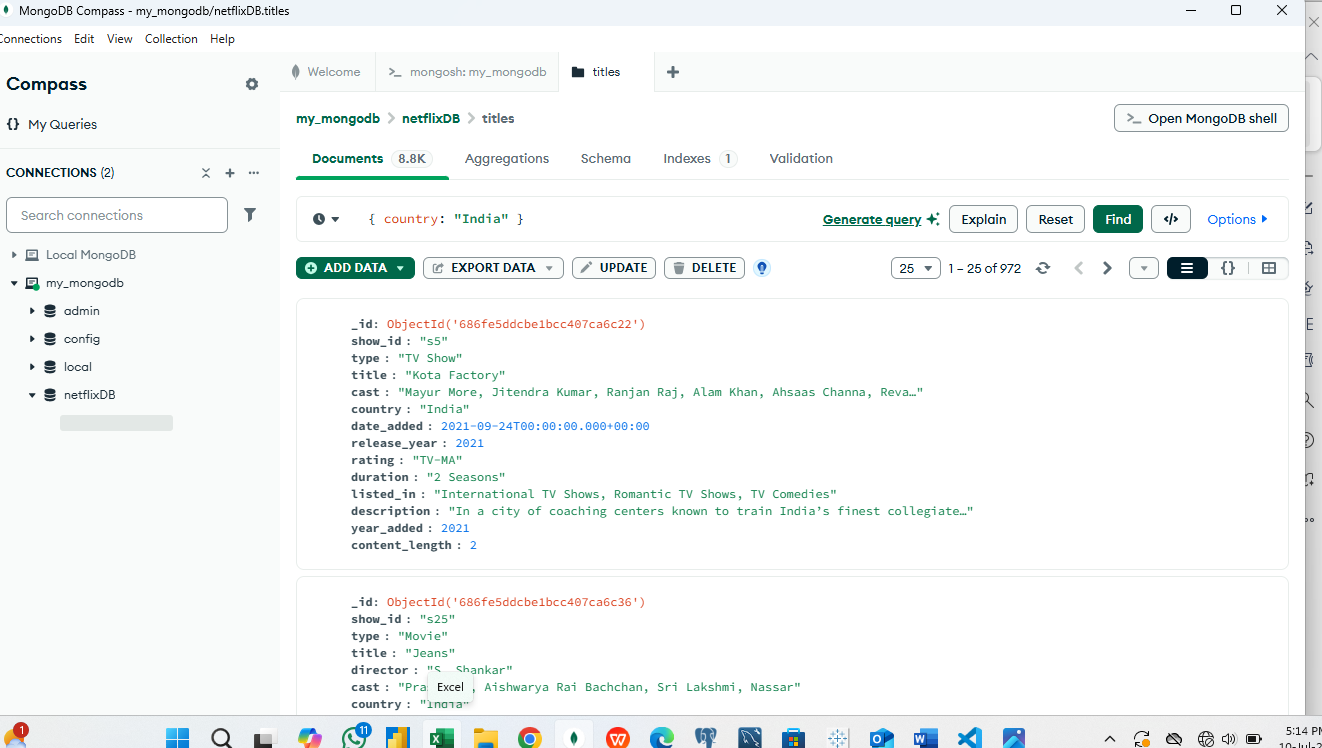 MongoDB Compass - my_mongodb/netflixDB.titles
Connections Edit View Collection Help
Compass
{} My Queries
CONNECTIONS (2)
Search connections
Local MongoDB
my_mongodb
admin
config
local
netflixDB
Welcome
>_ mongosh: my_mongodb
titles
my_mongodb > netflixDB > titles
>_ Open MongoDB shell
Documents 8.8K Aggregations Schema Indexes 1 Validation
{ country: "India" }
Generate query Explain Reset Find </> Options
ADD DATA EXPORT DATA UPDATE DELETE 25 1 – 25 of 972 {}
_id: ObjectId('686fe5ddcbe1bcc407ca6c22')
show_id : "s5"
type : "TV Show"
title : "Kota Factory"
cast : "Mayur More, Jitendra Kumar, Ranjan Raj, Alam Khan, Ahsaas Channa, Reva…"
country : "India"
date_added : 2021-09-24T00:00:00.000+00:00
release_year : 2021
rating : "TV-MA"
duration : "2 Seasons"
listed_in : "International TV Shows, Romantic TV Shows, TV Comedies"
description : "In a city of coaching centers known to train India’s finest collegiate…"
year_added : 2021
content_length : 2
_id: ObjectId('686fe5ddcbe1bcc407ca6c36')
show_id : "s25"
type : "Movie"
title : "Jeans"
director : "S. Shankar"
cast : "Pra , Aishwarya Rai Bachchan, Sri Lakshmi, Nassar"
country : "India"
Excel
1
11
5:14 PM